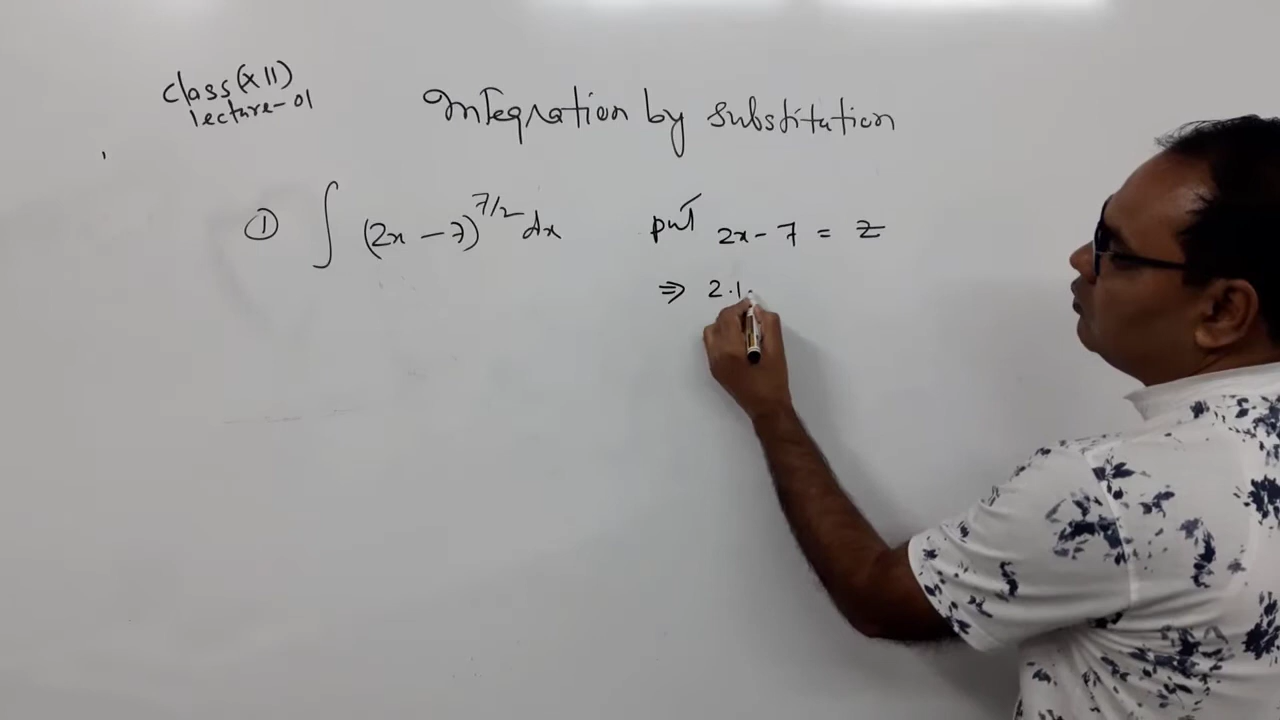 class(XII)
lecture-01
Integration by substitution
① ∫ (2x - 7)^{7/2} dx
put 2x - 7 = z
⇒ 2.1.